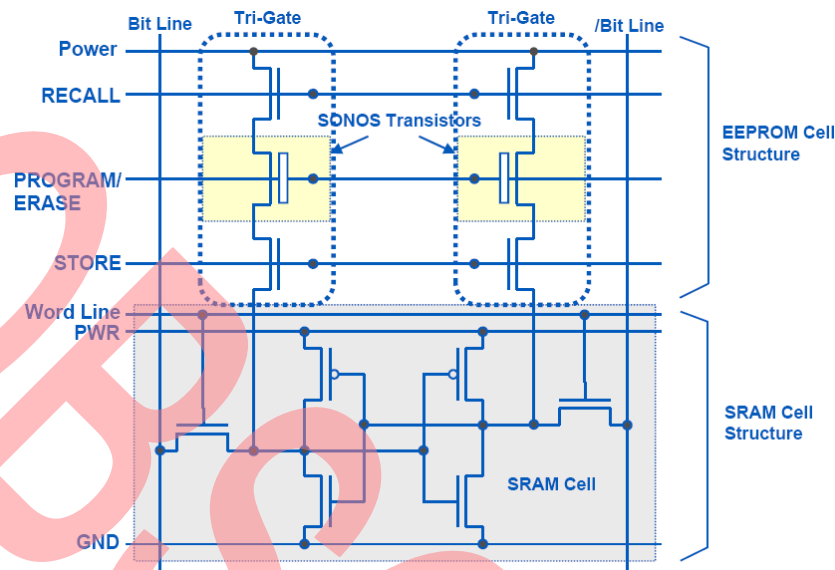 Bit Line
Tri-Gate
Tri-Gate
/Bit Line
Power
RECALL
SONOS Transistors
EEPROM Cell
Structure
PROGRAM/
ERASE
STORE
Word Line
PWR
SRAM Cell
Structure
SRAM Cell
GND